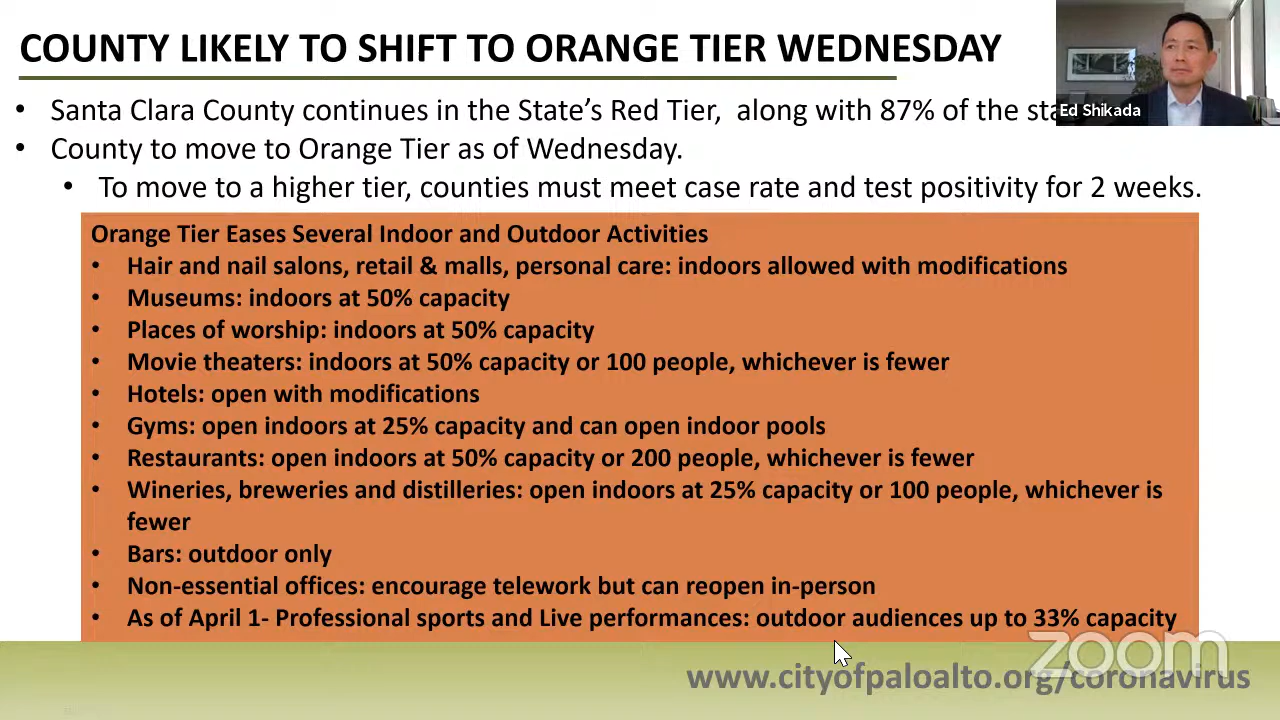 COUNTY LIKELY TO SHIFT TO ORANGE TIER WEDNESDAY
Ed Shikada
• Santa Clara County continues in the State's Red Tier, along with 87% of the
• County to move to Orange Tier as of Wednesday.
• To move to a higher tier, counties must meet case rate and test positivity for 2 weeks.
Orange Tier Eases Several Indoor and Outdoor Activities
• Hair and nail salons, retail & malls, personal care: indoors allowed with modifications
• Museums: indoors at 50% capacity
• Places of worship: indoors at 50% capacity
• Movie theaters: indoors at 50% capacity or 100 people, whichever is fewer
• Hotels: open with modifications
• Gyms: open indoors at 25% capacity and can open indoor pools
• Restaurants: open indoors at 50% capacity or 200 people, whichever is fewer
• Wineries, breweries and distilleries: open indoors at 25% capacity or 100 people, whichever is
fewer
• Bars: outdoor only
• Non-essential offices: encourage telework but can reopen in-person
• As of April 1- Professional sports and Live performances: outdoor audiences up to 33% capacity
zoom
www.cityofpaloalto.org/coronavirus